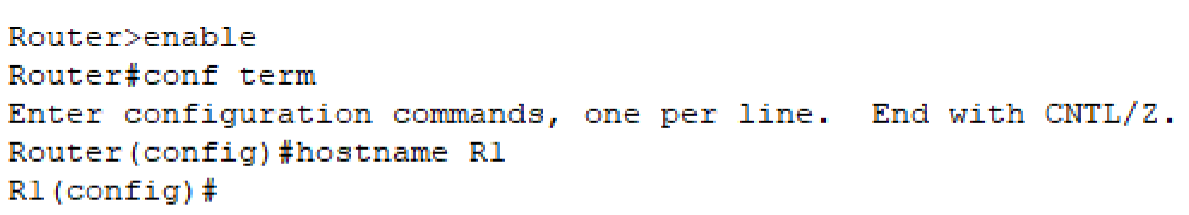 Router>enable
Router#conf term
Enter configuration commands, one per line.  End with CNTL/Z.
Router(config)#hostname R1
R1(config)#